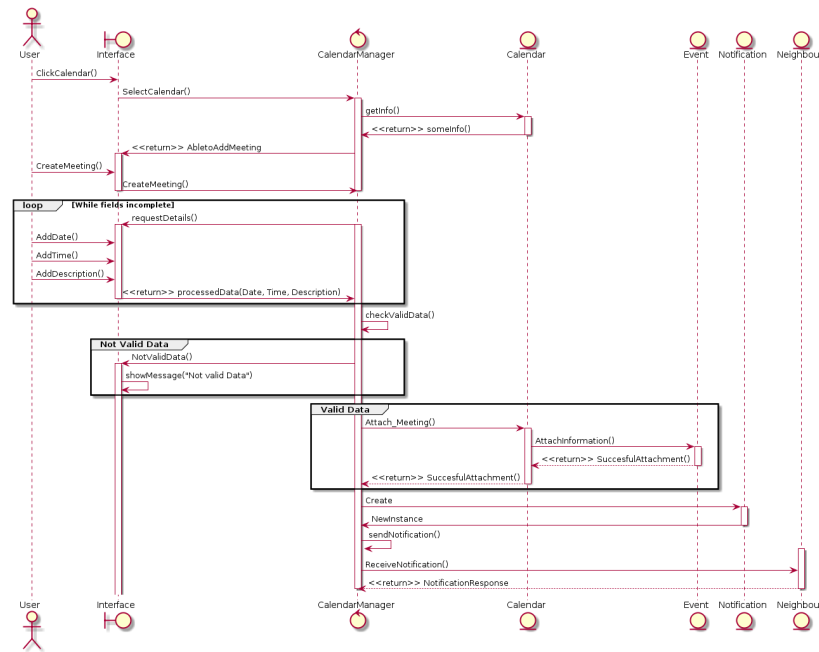 User Interface CalendarManager Calendar Event Notification Neighbou
ClickCalendar()
SelectCalendar()
getInfo()
<<return>> someInfo()
<<return>> AbletoAddMeeting
CreateMeeting()
CreateMeeting()
loop [While fields incomplete]
requestDetails()
AddDate()
AddTime()
AddDescription()
<<return>> processedData(Date, Time, Description)
checkValidData()
Not Valid Data
NotValidData()
showMessage("Not valid Data")
Valid Data
Attach_Meeting()
AttachInformation()
<<return>> SuccesfulAttachment()
<<return>> SuccesfulAttachment()
Create
NewInstance
sendNotification()
ReceiveNotification()
<<return>> NotificationResponse
User Interface CalendarManager Calendar Event Notification Neighbou